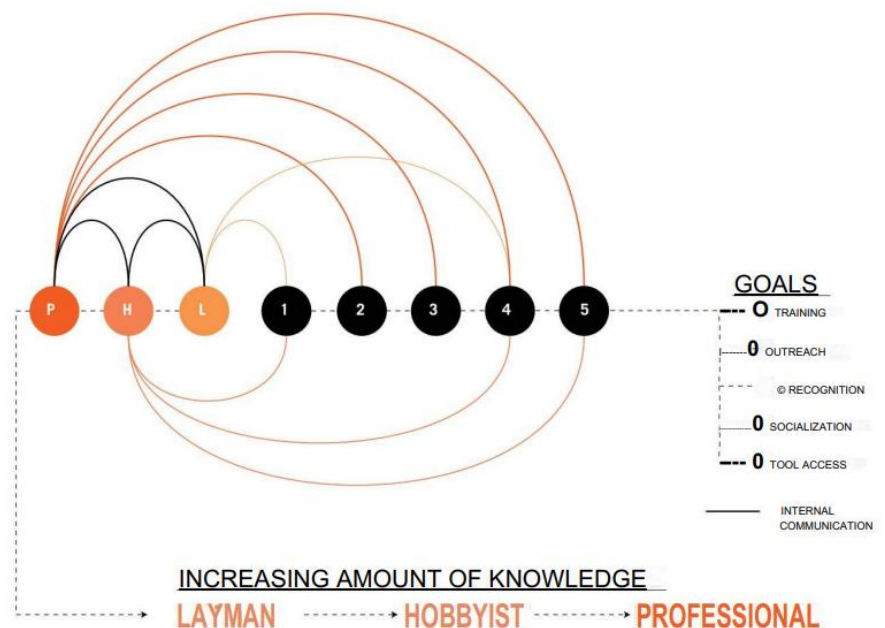 P H L 1 2 3 4 5
GOALS
O TRAINING
0 OUTREACH
© RECOGNITION
0 SOCIALIZATION
0 TOOL ACCESS
INTERNAL
COMMUNICATION
INCREASING AMOUNT OF KNOWLEDGE
LAYMAN HOBBYIST PROFESSIONAL